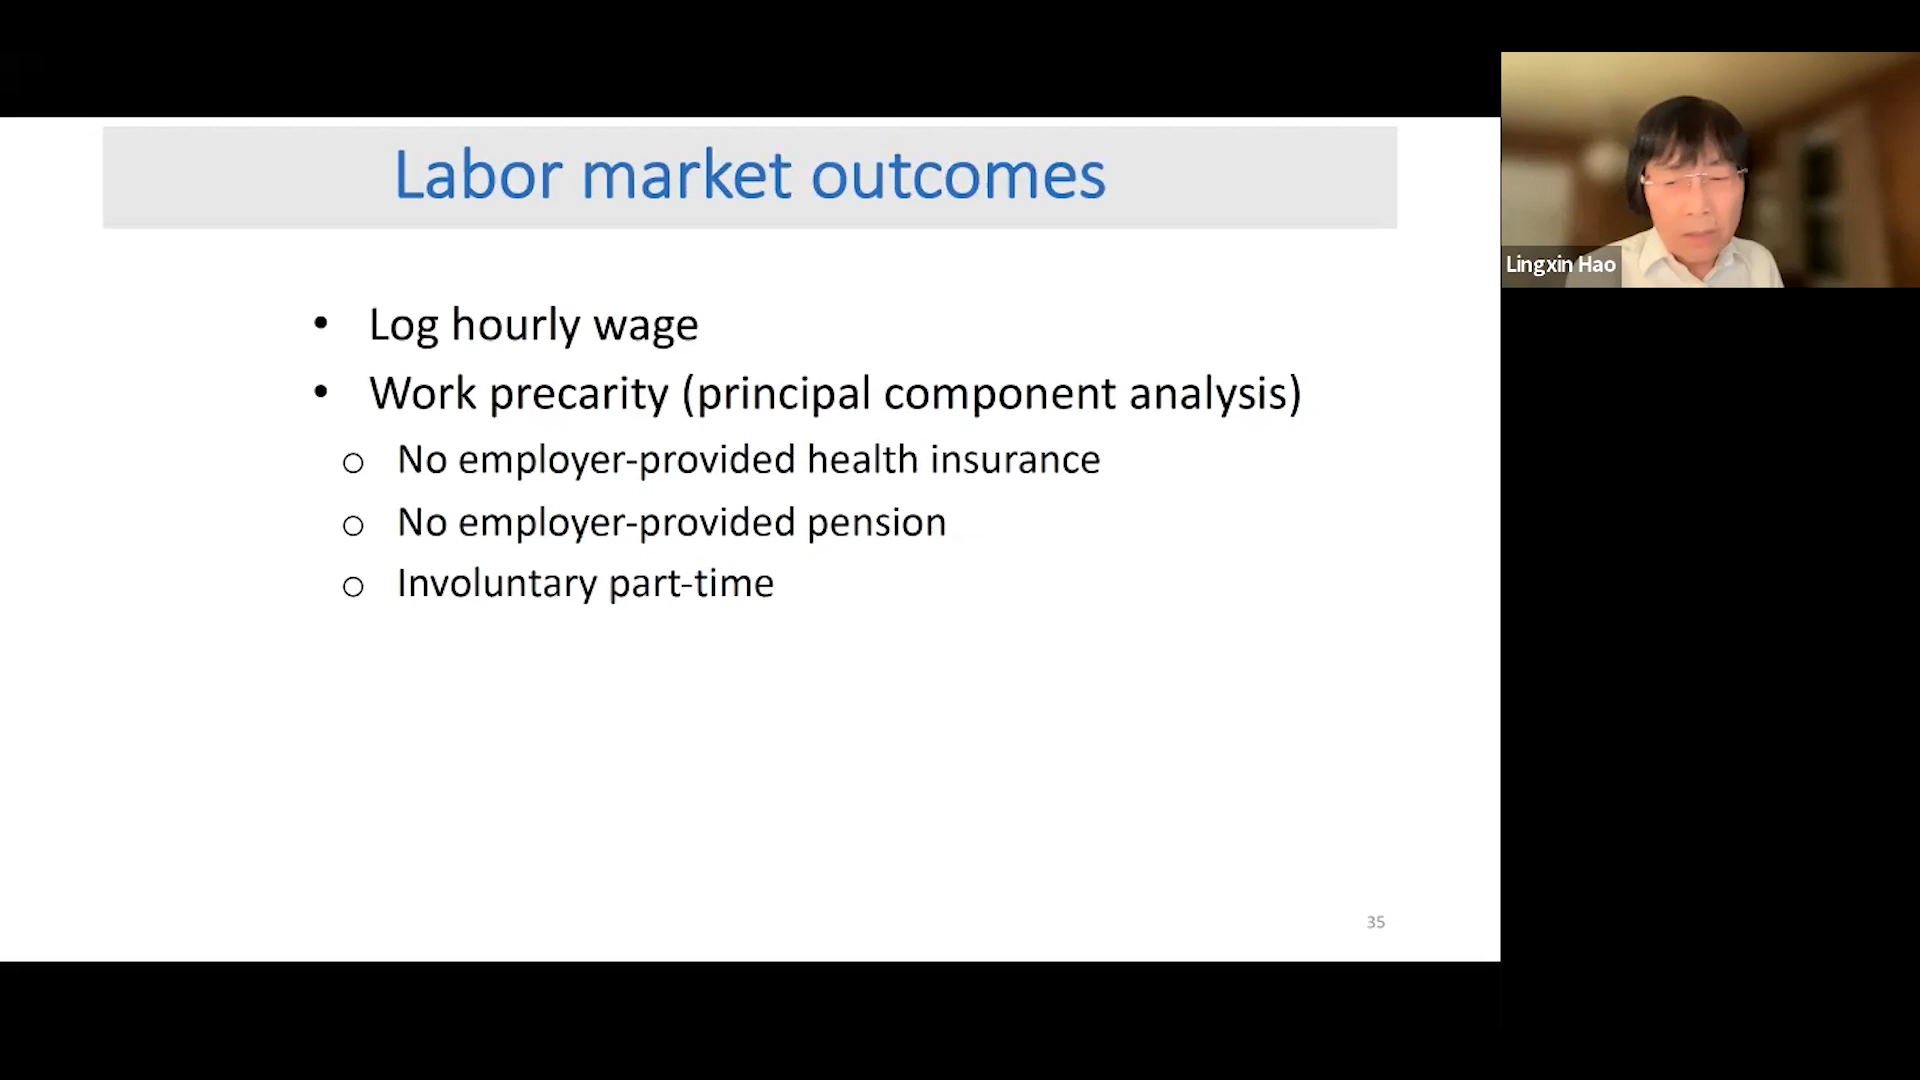 Labor market outcomes
• Log hourly wage
• Work precarity (principal component analysis)
o No employer-provided health insurance
o No employer-provided pension
o Involuntary part-time
35
Lingxin Hao